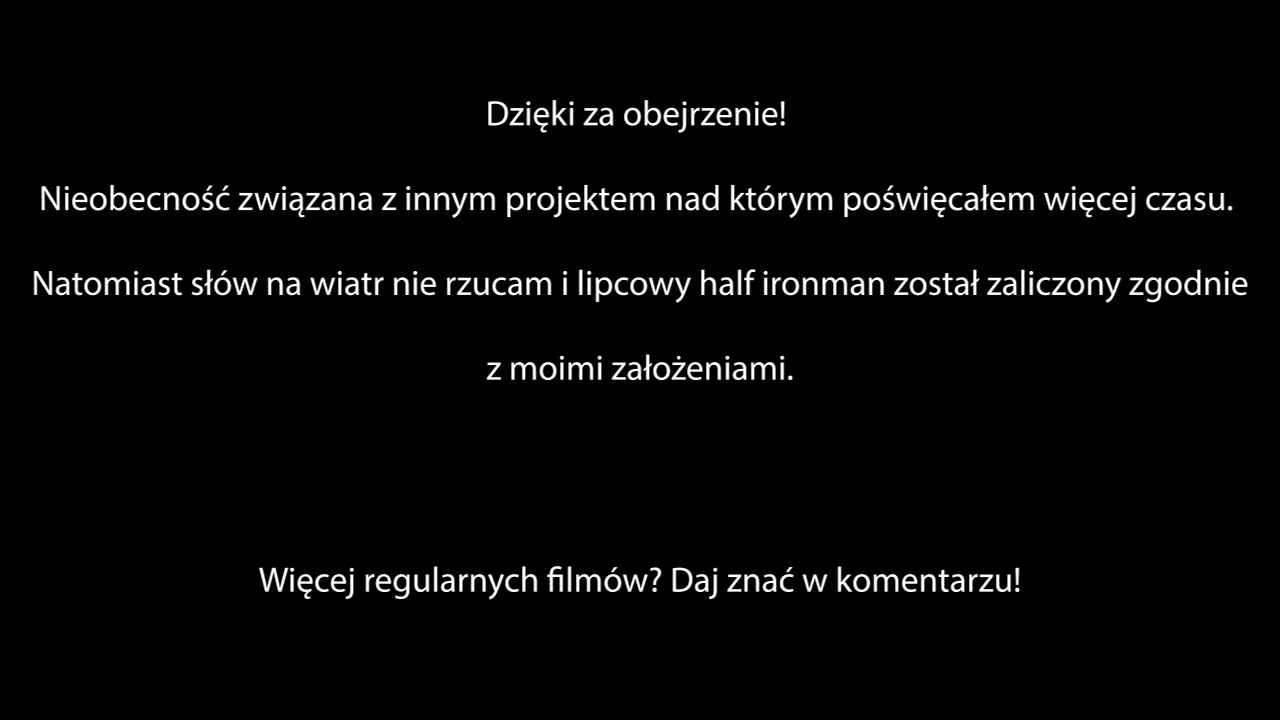 Dzięki za obejrzenie!
Nieobecność związana z innym projektem nad którym poświęcałem więcej czasu.
Natomiast słów na wiatr nie rzucam i lipcowy half ironman został zaliczony zgodnie
z moimi założeniami.
Więcej regularnych filmów? Daj znać w komentarzu!